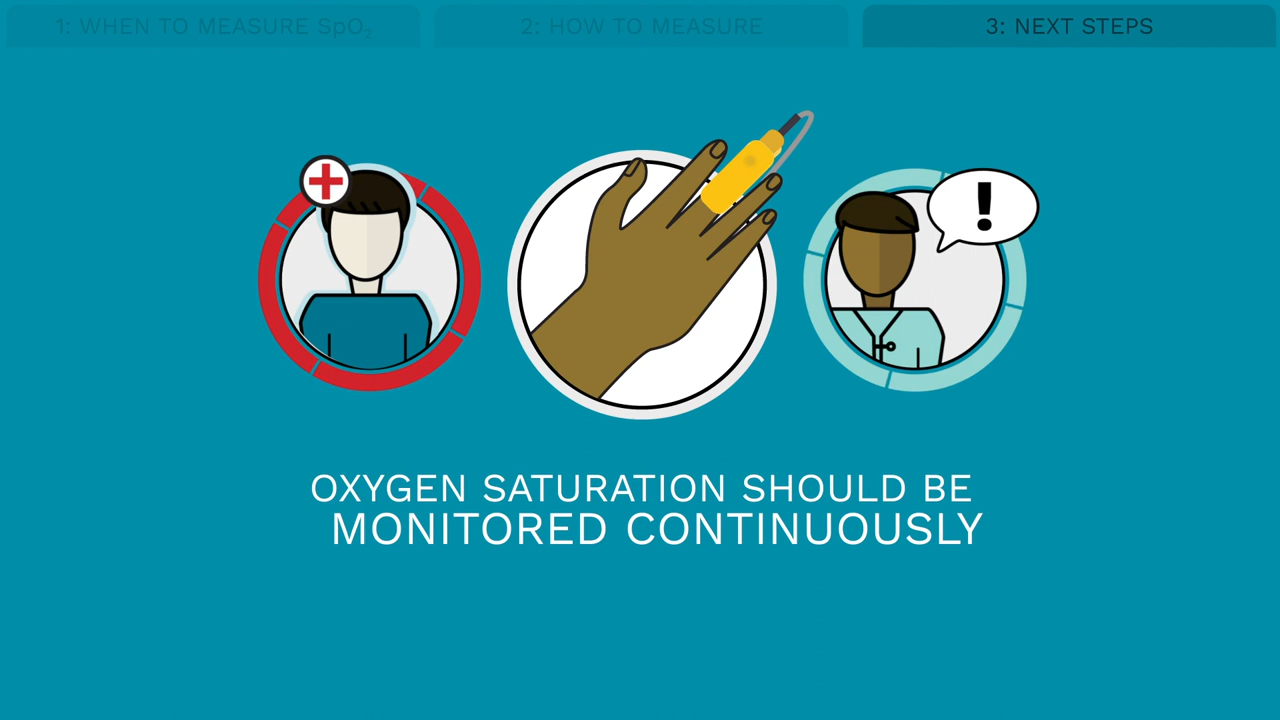 1: WHEN TO MEASURE SpO₂
2: HOW TO MEASURE
3: NEXT STEPS
!
OXYGEN SATURATION SHOULD BE
MONITORED CONTINUOUSLY